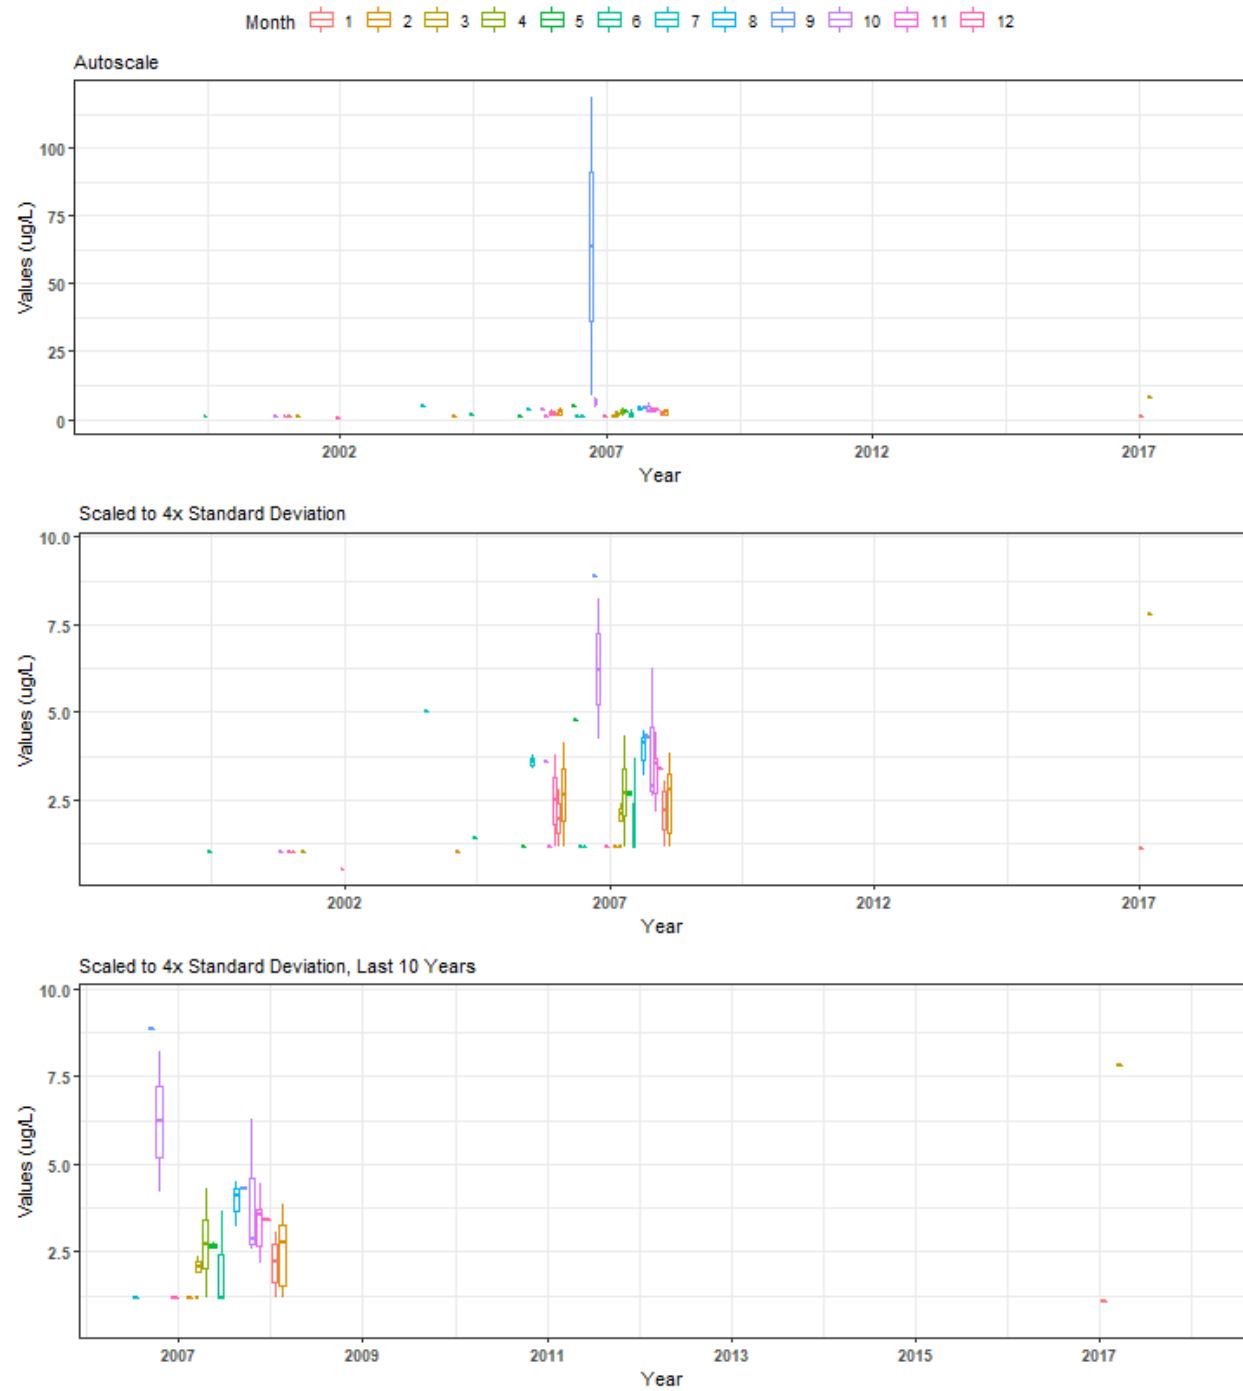 Month 1 2 3 4 5 6 7 8 9 10 11 12
Autoscale
100
75
50
25
0
Values (ug/L)
2002 2007 2012 2017
Year
Scaled to 4x Standard Deviation
10.0
7.5
5.0
2.5
Values (ug/L)
2002 2007 2012 2017
Year
Scaled to 4x Standard Deviation, Last 10 Years
10.0
7.5
5.0
2.5
Values (ug/L)
2007 2009 2011 2013 2015 2017
Year